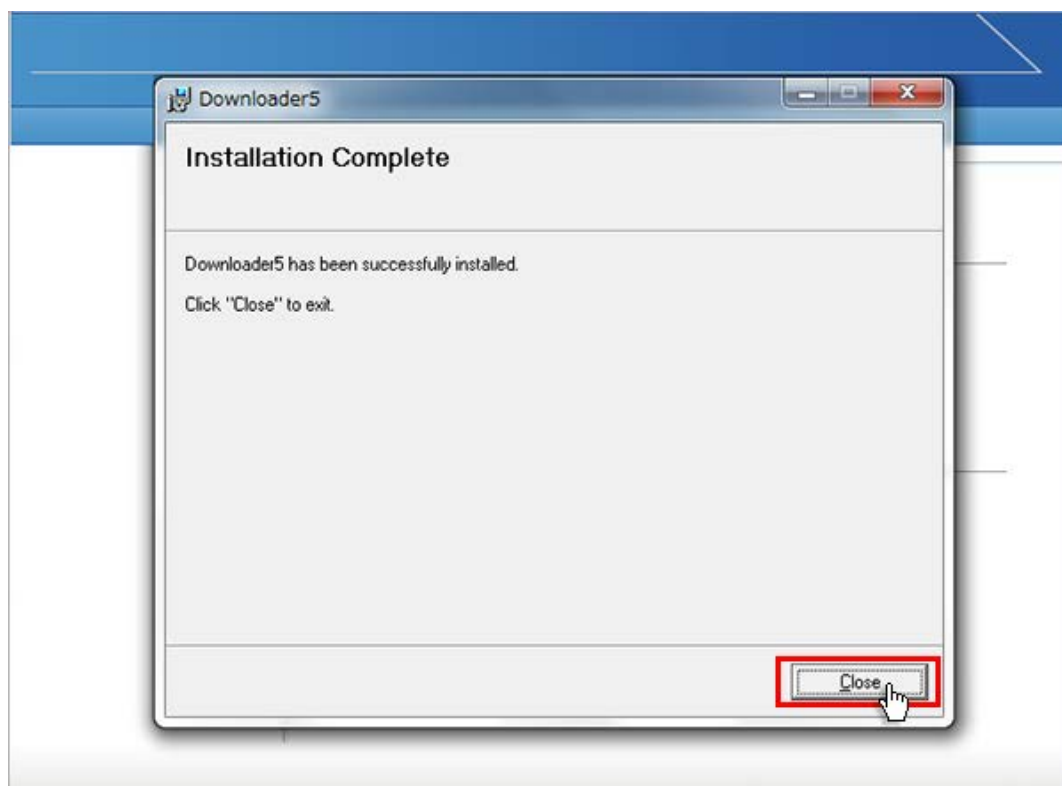 Downloader5
Installation Complete
Downloader5 has been successfully installed.
Click "Close" to exit.
Close